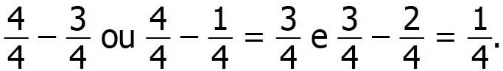 4/4 − 3/4 ou 4/4 − 1/4 = 3/4 e 3/4 − 2/4 = 1/4.